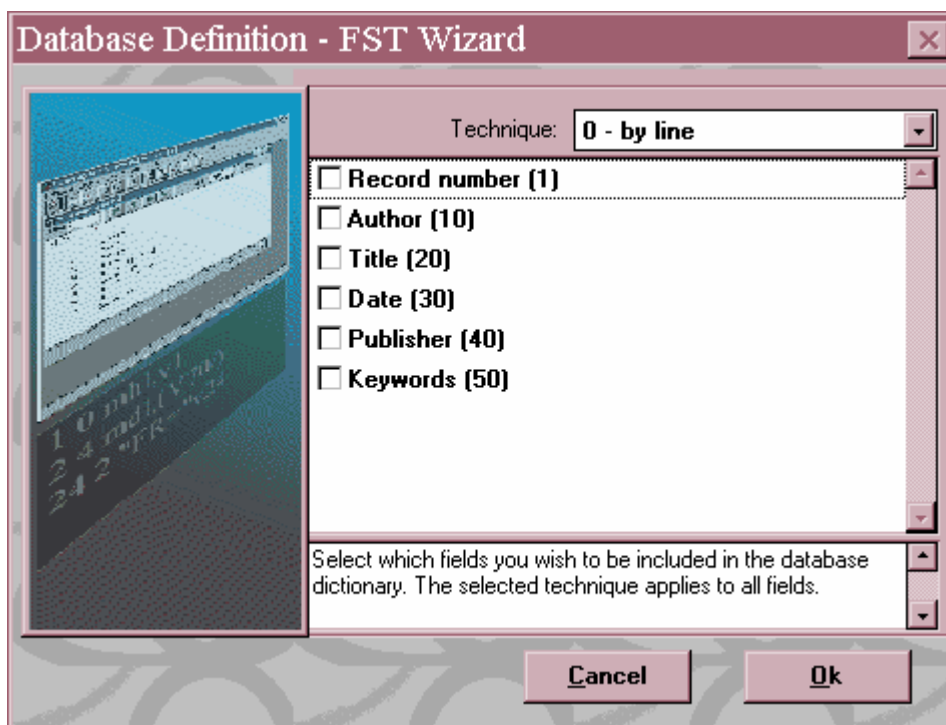 Database Definition - FST Wizard
Technique: 0 - by line
Record number (1)
Author (10)
Title (20)
Date (30)
Publisher (40)
Keywords (50)
Select which fields you wish to be included in the database
dictionary. The selected technique applies to all fields.
Cancel Ok